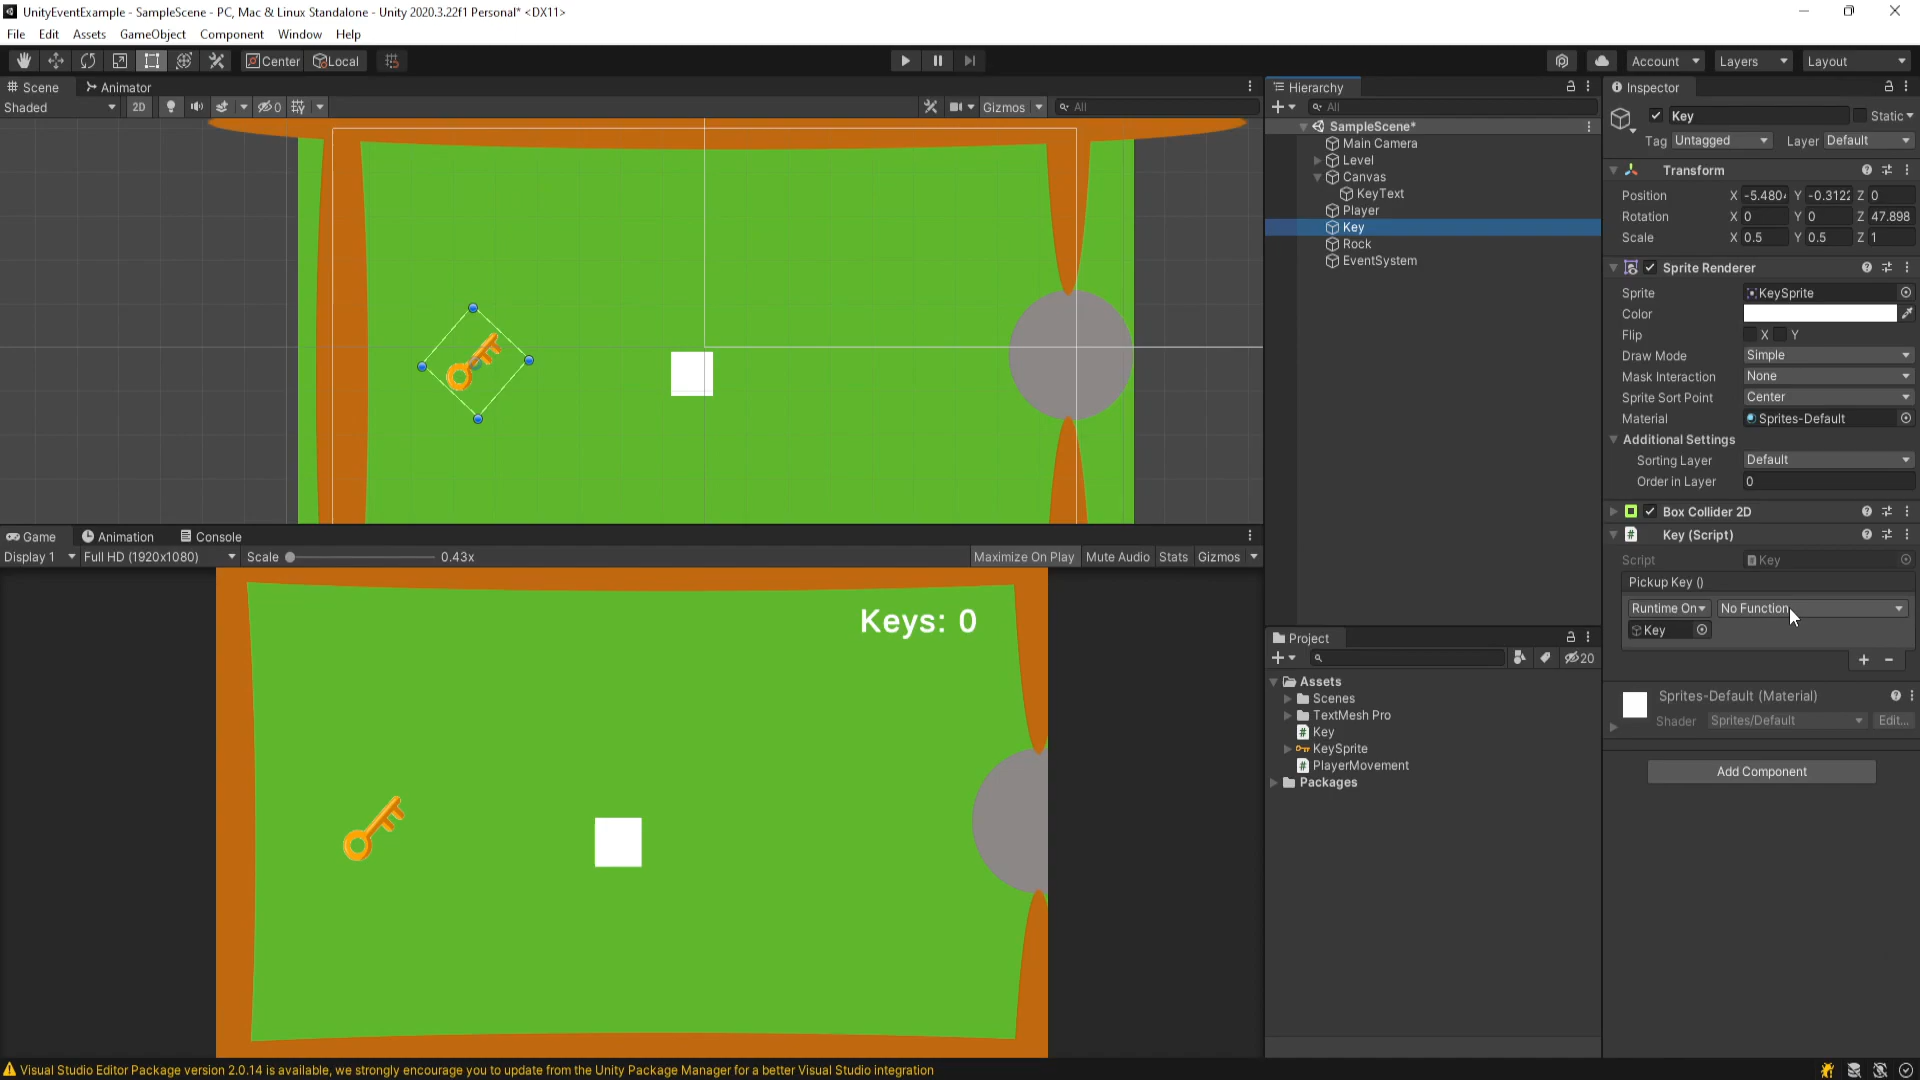 UnityEventExample - SampleScene - PC, Mac & Linux Standalone - Unity 2020.3.22f1 Personal* <DX11>
File Edit Assets GameObject Component Window Help
Center Local Account Layers Layout
Scene Animator
Shaded 2D 0 Gizmos All
Game Animation Console
Display 1 Full HD (1920x1080) Scale 0.43x Maximize On Play Mute Audio Stats Gizmos
Keys: 0
Hierarchy
All
SampleScene*
Main Camera
Level
Canvas
KeyText
Player
Key
Rock
EventSystem
Project
20
Assets
Scenes
TextMesh Pro
Key
KeySprite
PlayerMovement
Packages
Inspector
Key Static
Tag Untagged Layer Default
Transform
Position X -5.480 Y -0.3122 Z 0
Rotation X 0 Y 0 Z 47.898
Scale X 0.5 Y 0.5 Z 1
Sprite Renderer
Sprite KeySprite
Color
Flip X Y
Draw Mode Simple
Mask Interaction None
Sprite Sort Point Center
Material Sprites-Default
Additional Settings
Sorting Layer Default
Order in Layer 0
Box Collider 2D
Key (Script)
Script Key
Pickup Key ()
Runtime On No Function
Key
Sprites-Default (Material)
Shader Sprites/Default Edit...
Add Component
Visual Studio Editor Package version 2.0.14 is available, we strongly encourage you to update from the Unity Package Manager for a better Visual Studio integration